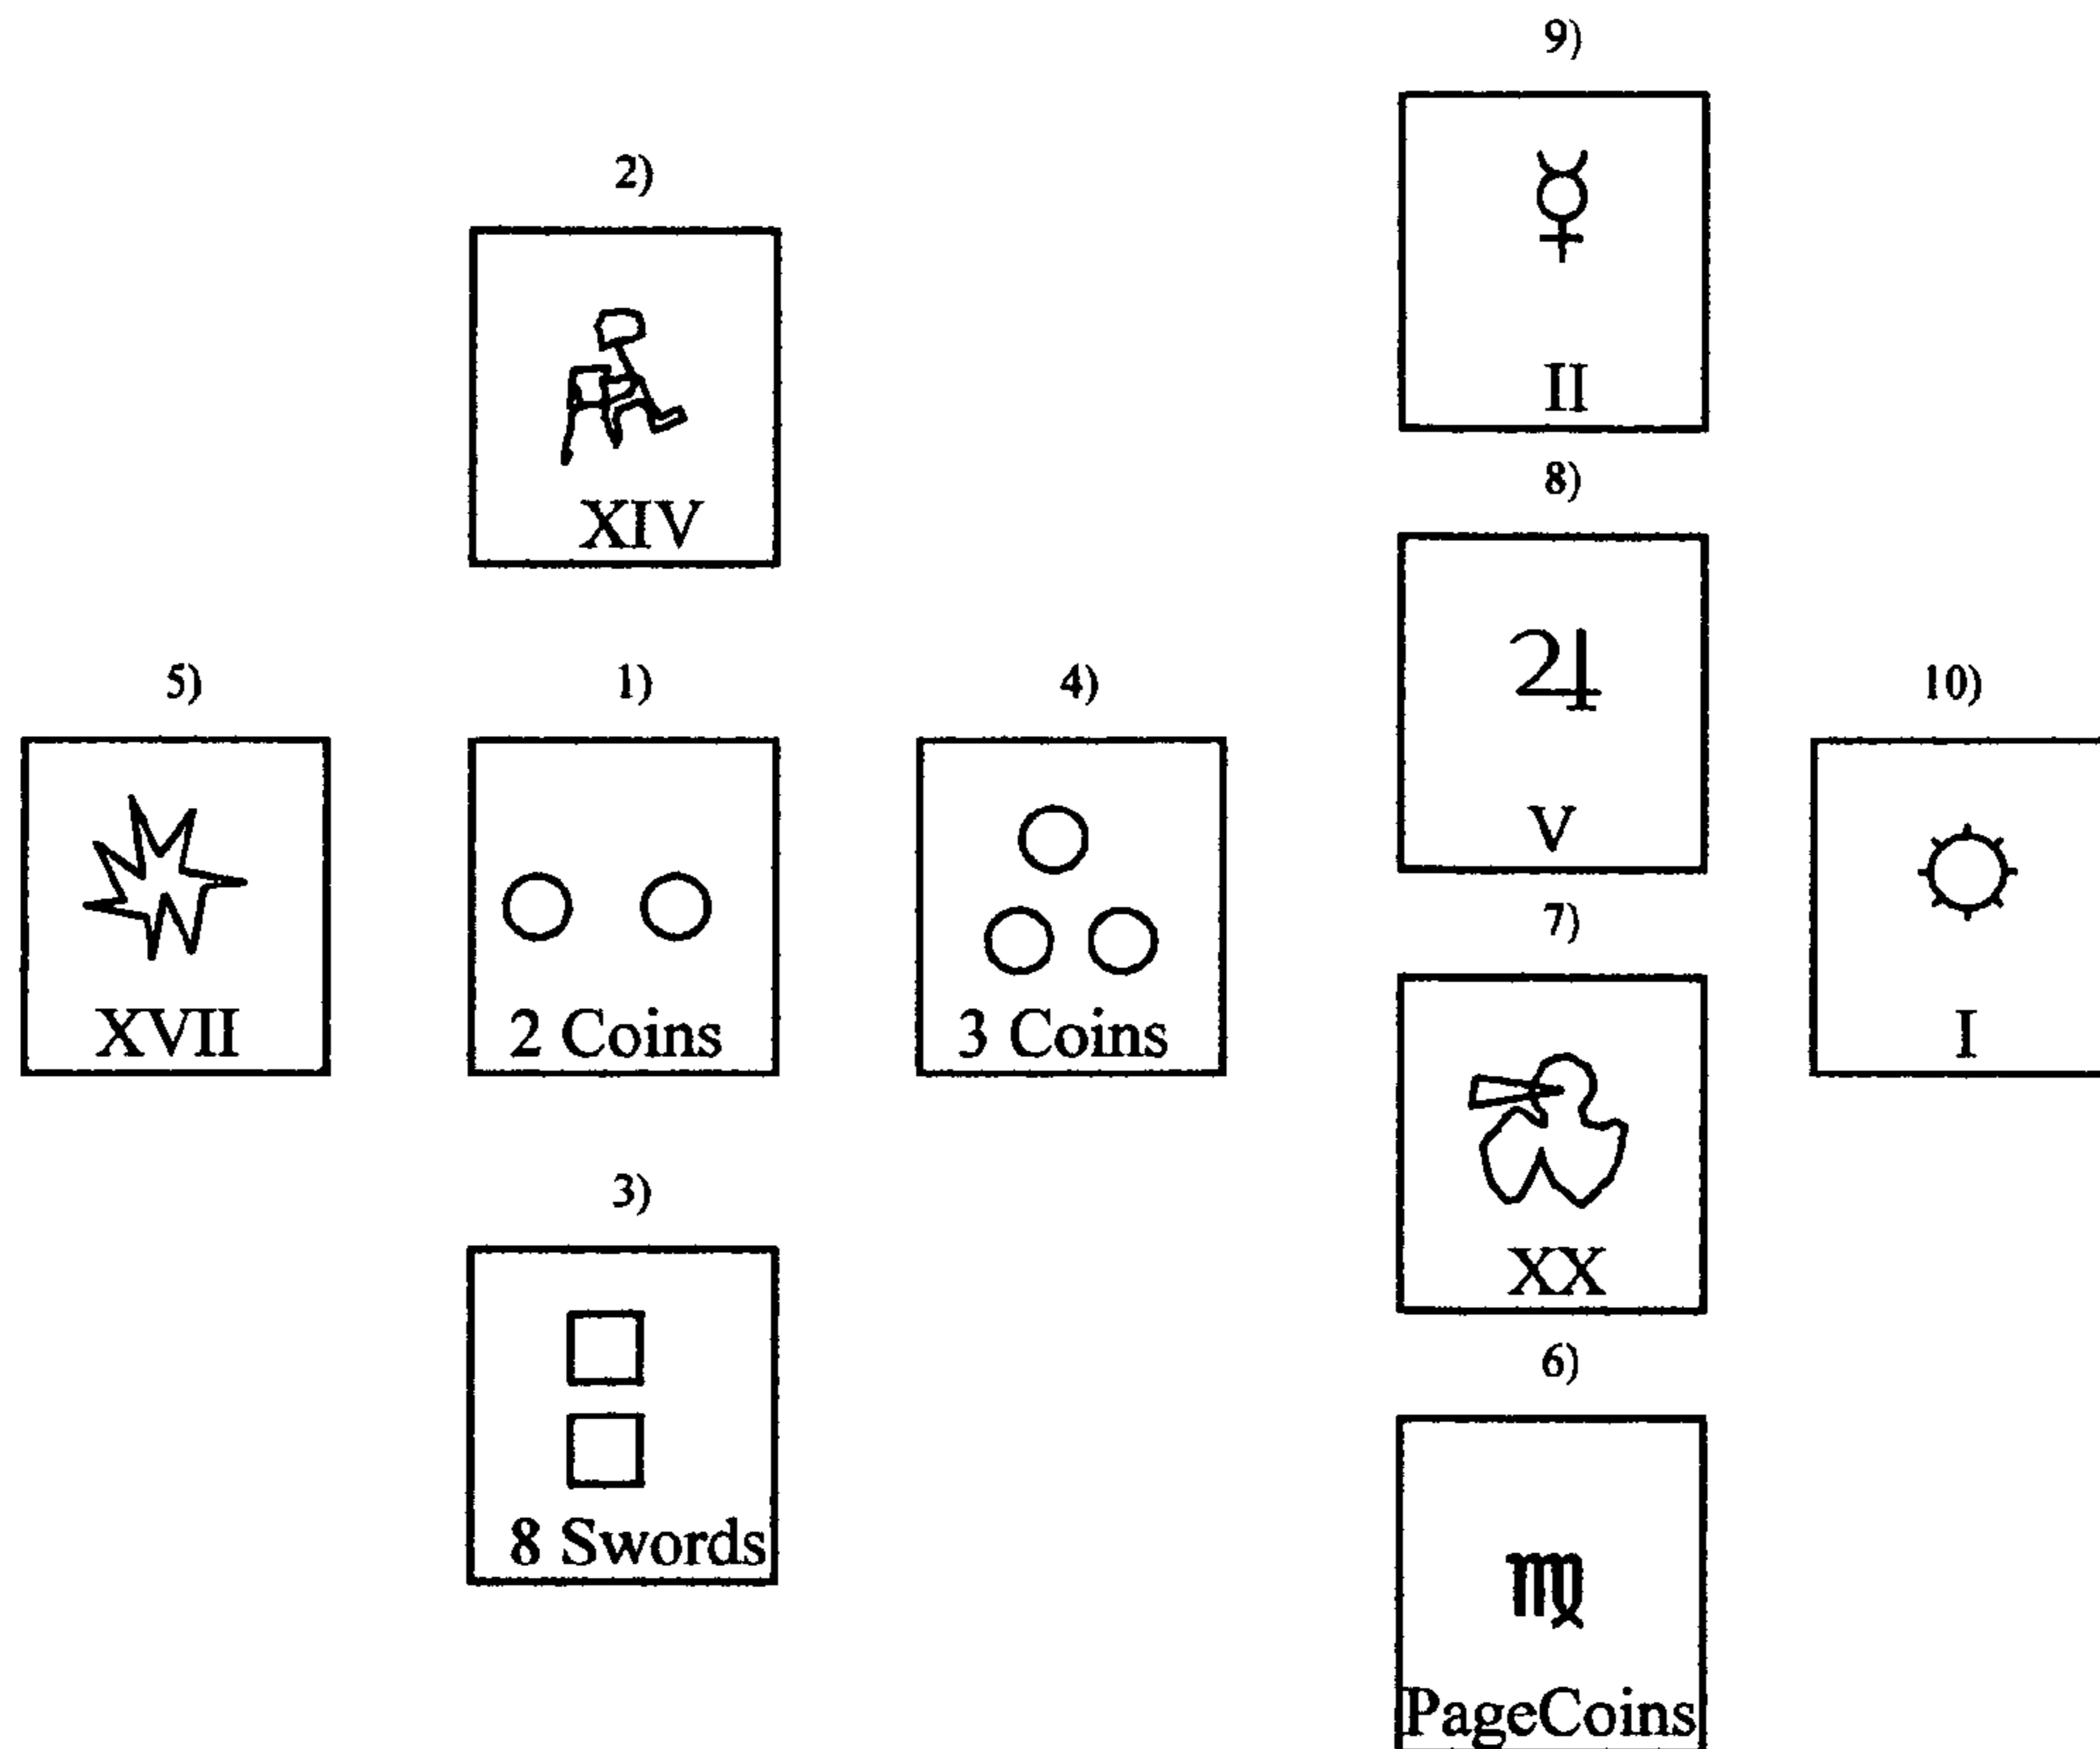 9)
II
2)
XIV
8)
V
5)
XVII
1)
2 Coins
4)
3 Coins
10)
I
7)
XX
3)
8 Swords
6)
PageCoins